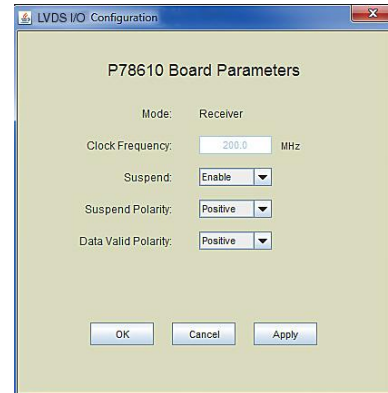 LVDS I/O Configuration
P78610 Board Parameters
Mode: Receiver
Clock Frequency: 200.0 MHz
Suspend: Enable
Suspend Polarity: Positive
Data Valid Polarity: Positive
OK Cancel Apply